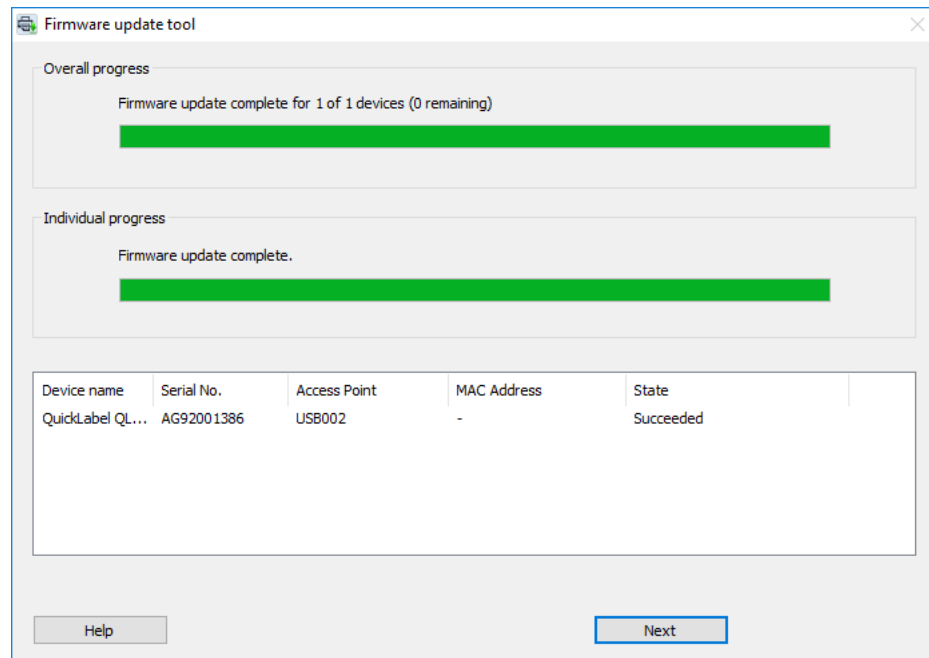 Firmware update tool
Overall progress
Firmware update complete for 1 of 1 devices (0 remaining)
Individual progress
Firmware update complete.
Device name Serial No. Access Point MAC Address State
QuickLabel QL... AG92001386 USB002 - Succeeded
Help Next